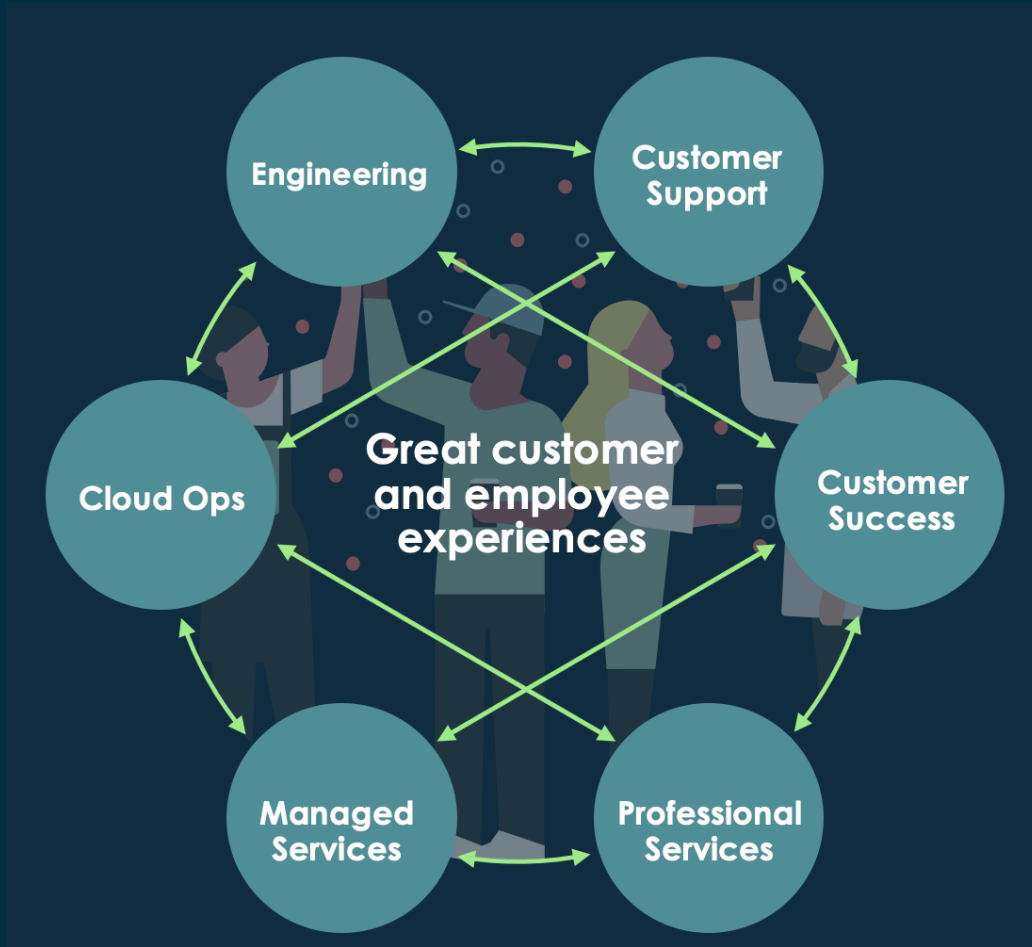 Engineering
Customer
Support
Great customer
and employee
experiences
Cloud Ops
Customer
Success
Managed
Services
Professional
Services